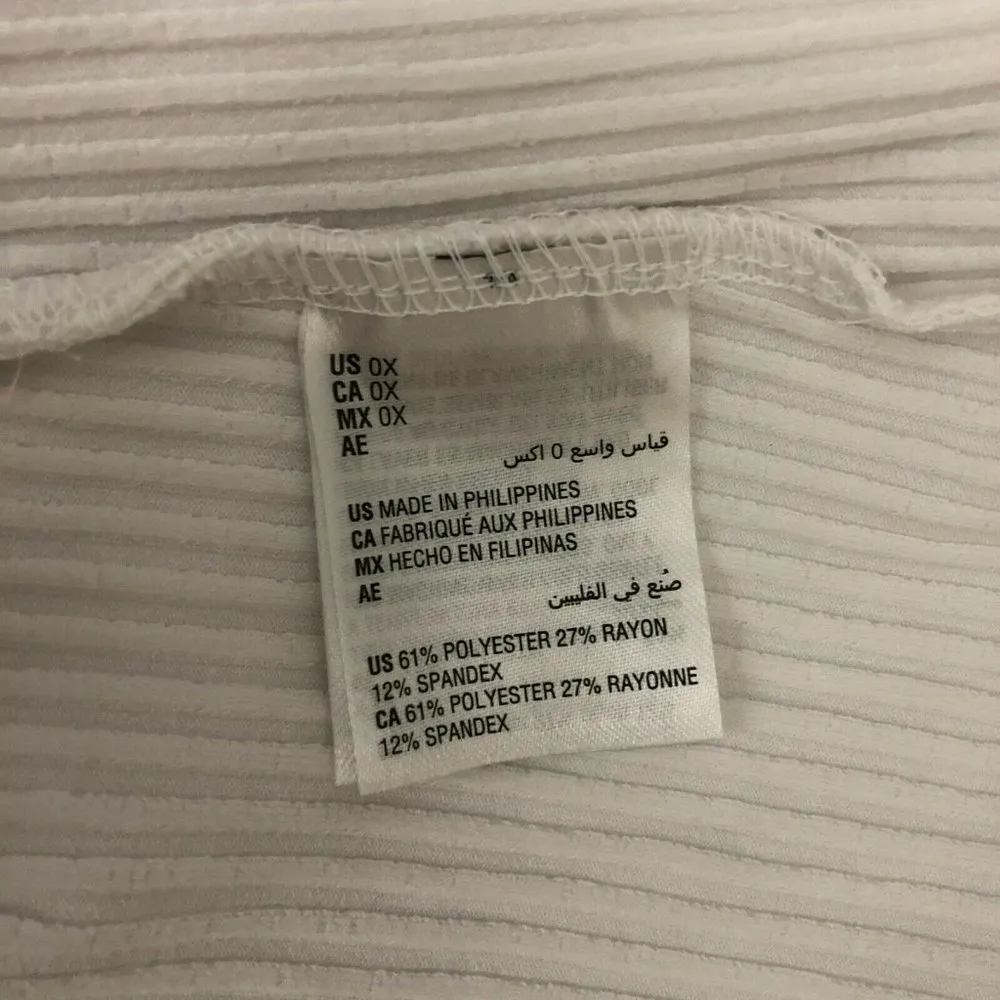 US 0X
CA 0X
MX 0X
AE قياس واسع 0 اكس
US MADE IN PHILIPPINES
CA FABRIQUÉ AUX PHILIPPINES
MX HECHO EN FILIPINAS
AE صُنع في الفليبين
US 61% POLYESTER 27% RAYON
12% SPANDEX
CA 61% POLYESTER 27% RAYONNE
12% SPANDEX